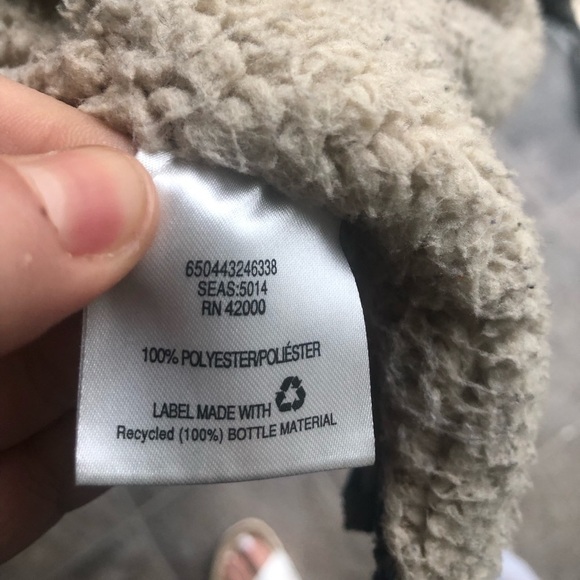 650443246338
SEAS:5014
RN 42000
100% POLYESTER/POLIÉSTER
LABEL MADE WITH
Recycled (100%) BOTTLE MATERIAL